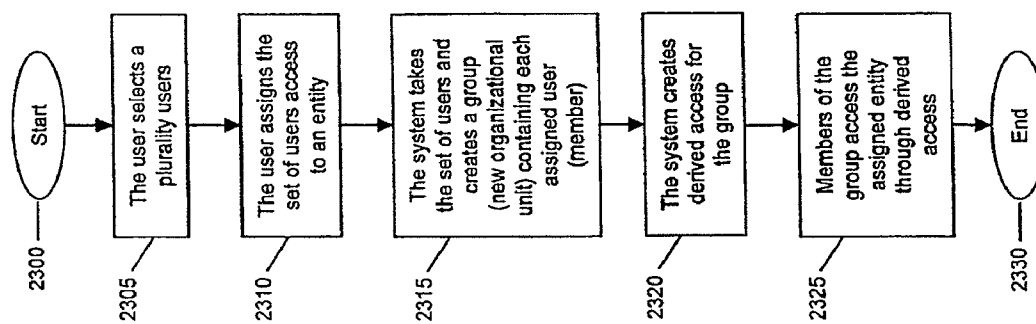 Start
2300
The user selects a
plurality users
2305
The user assigns the
set of users access
to an entity
2310
The system takes
the set of users and
creates a group
(new organizational
unit) containing each
assigned user
(member)
2315
The system creates
derived access for
the group
2320
Members of the
group access the
assigned entity
through derived
access
2325
End
2330